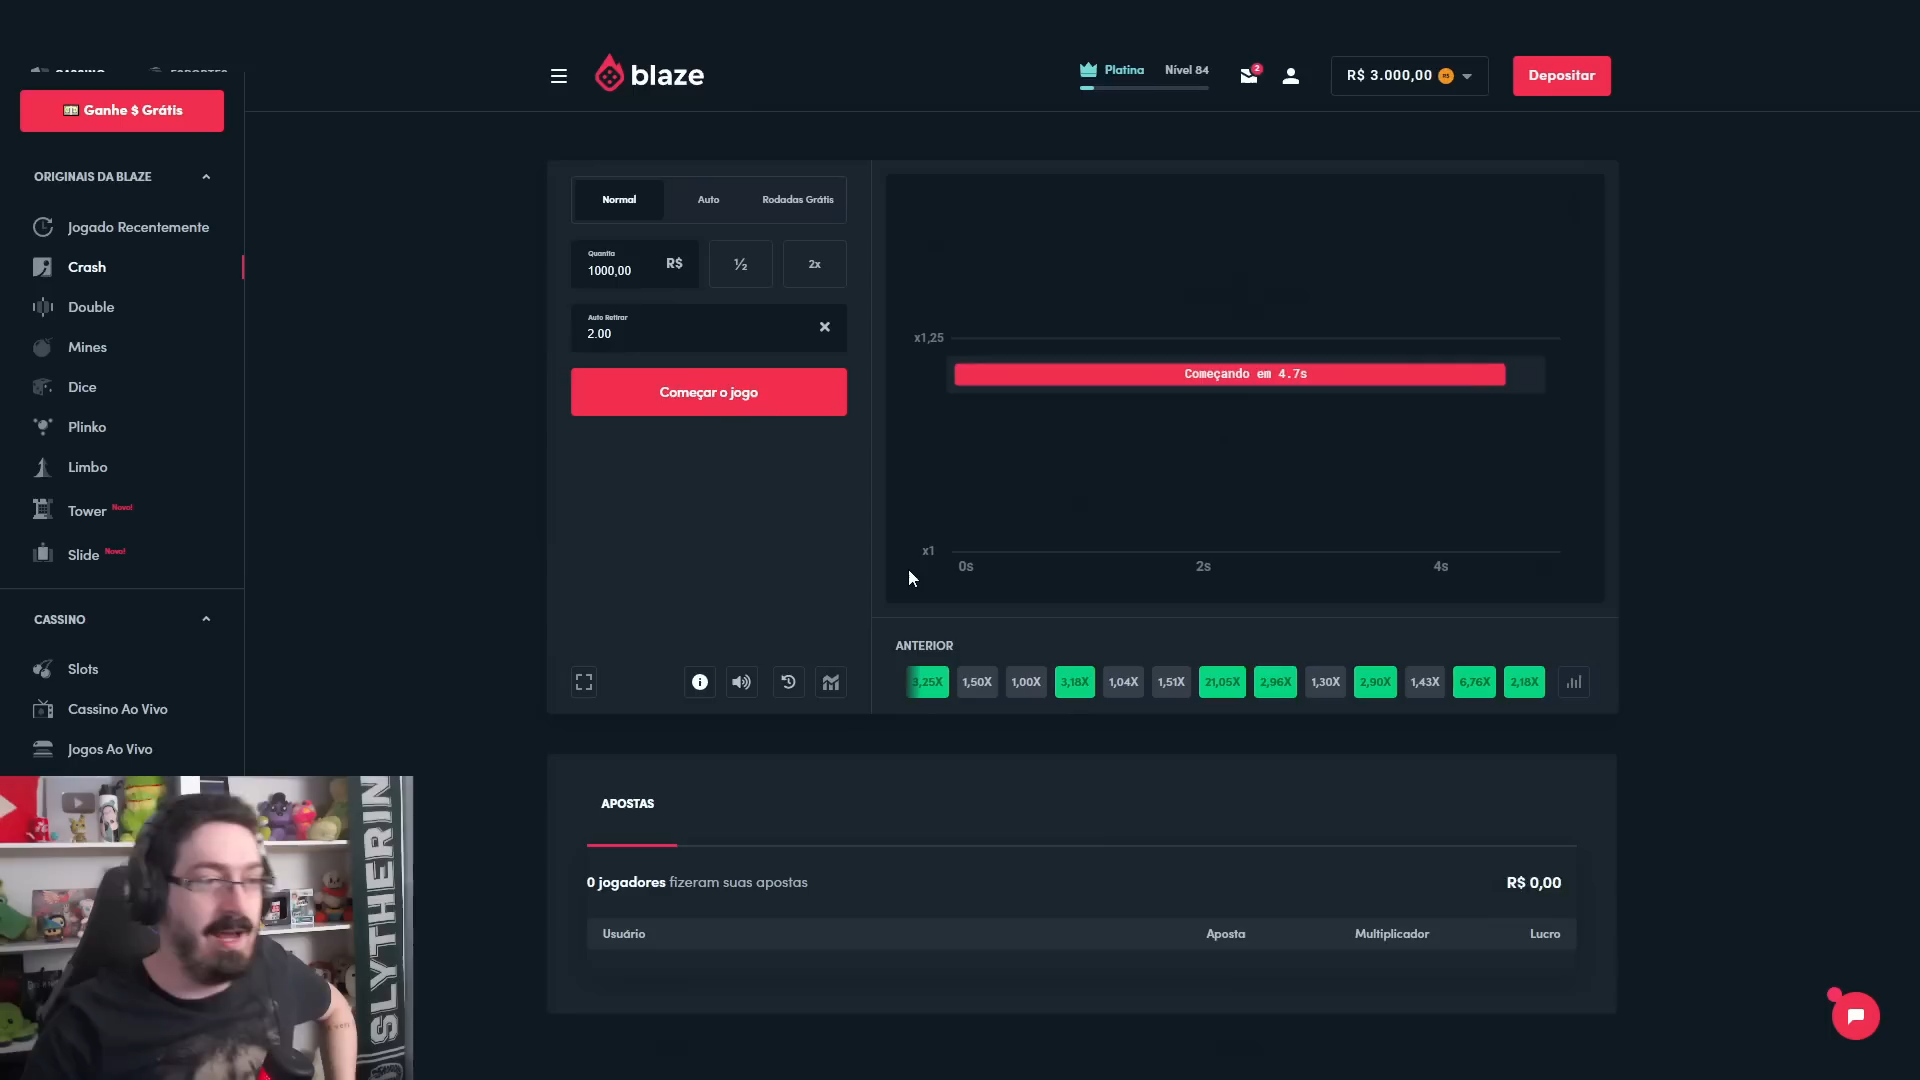 CASSINO
ESPORTES
blaze
Platina
Nível 84
2
R$ 3.000,00
R$
Depositar
Ganhe $ Grátis
ORIGINAIS DA BLAZE
Jogado Recentemente
Crash
Double
Mines
Dice
Plinko
Limbo
Tower Novo!
Slide Novo!
CASSINO
Slots
Cassino Ao Vivo
Jogos Ao Vivo
Normal
Auto
Rodadas Grátis
Quantia
1000,00
R$
½
2x
Auto Retirar
2.00
Começar o jogo
x1,25
Começando em 4.7s
x1
0s
2s
4s
ANTERIOR
3,25X
1,50X
1,00X
3,18X
1,04X
1,51X
21,05X
2,96X
1,30X
2,90X
1,43X
6,76X
2,18X
APOSTAS
0 jogadores fizeram suas apostas
R$ 0,00
Usuário
Aposta
Multiplicador
Lucro
SLYTHERIN